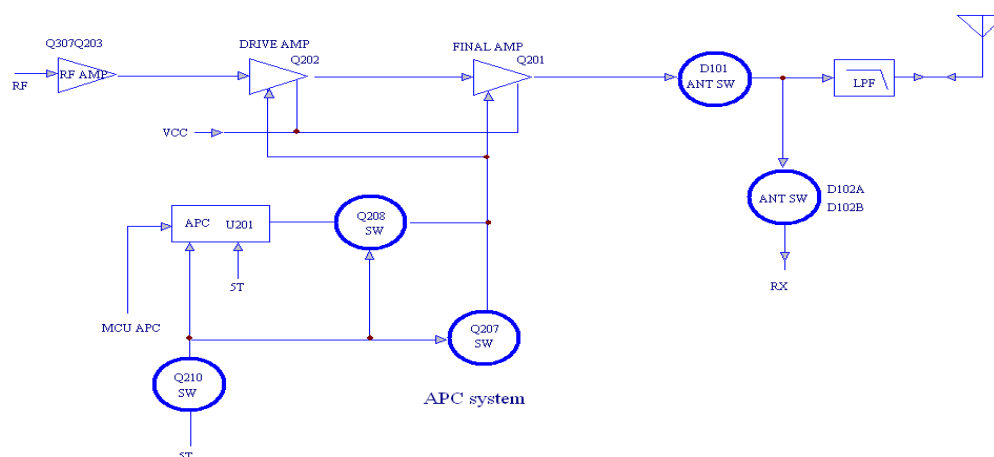 Q307Q203
RF AMP
RF
DRIVE AMP
Q202
FINAL AMP
Q201
D101
ANT SW
LPF
VCC
ANT SW
D102A
D102B
RX
APC U201
Q208
SW
5T
MCU APC
Q207
SW
Q210
SW
5T
APC system